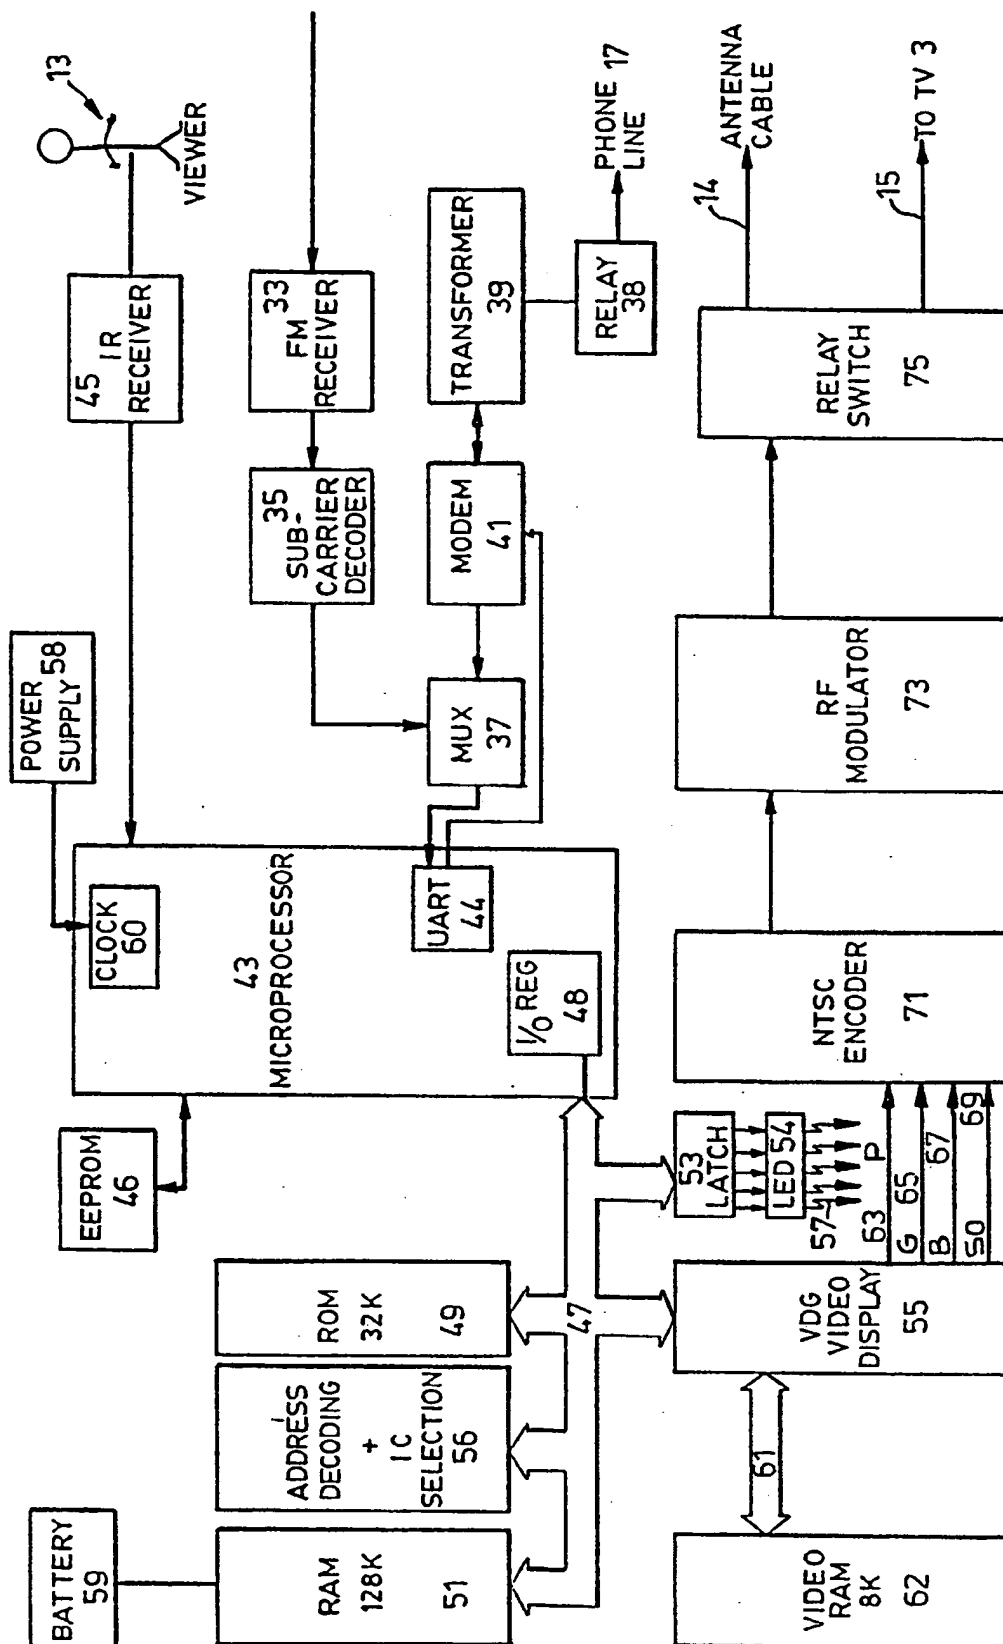 13
VIEWER
45 IR
RECEIVER
33
FM
RECEIVER
35
SUB-
CARRIER
DECODER
TRANSFORMER
39
RELAY
38
PHONE 17
LINE
MODEM
41
MUX
37
POWER
SUPPLY 58
CLOCK
60
43
MICROPROCESSOR
UART
44
I/O REG
48
EEPROM
46
BATTERY
59
RAM
128K
51
ADDRESS
DECODING
+ IC
SELECTION
56
ROM
32K
49
47
53
LATCH
LED 54
57
P
VIDEO
RAM
8K
62
61
VDG
VIDEO
DISPLAY
55
63
G 65
B 67
SO 69
NTSC
ENCODER
71
RF
MODULATOR
73
RELAY
SWITCH
75
14
ANTENNA
CABLE
15
TO TV 3